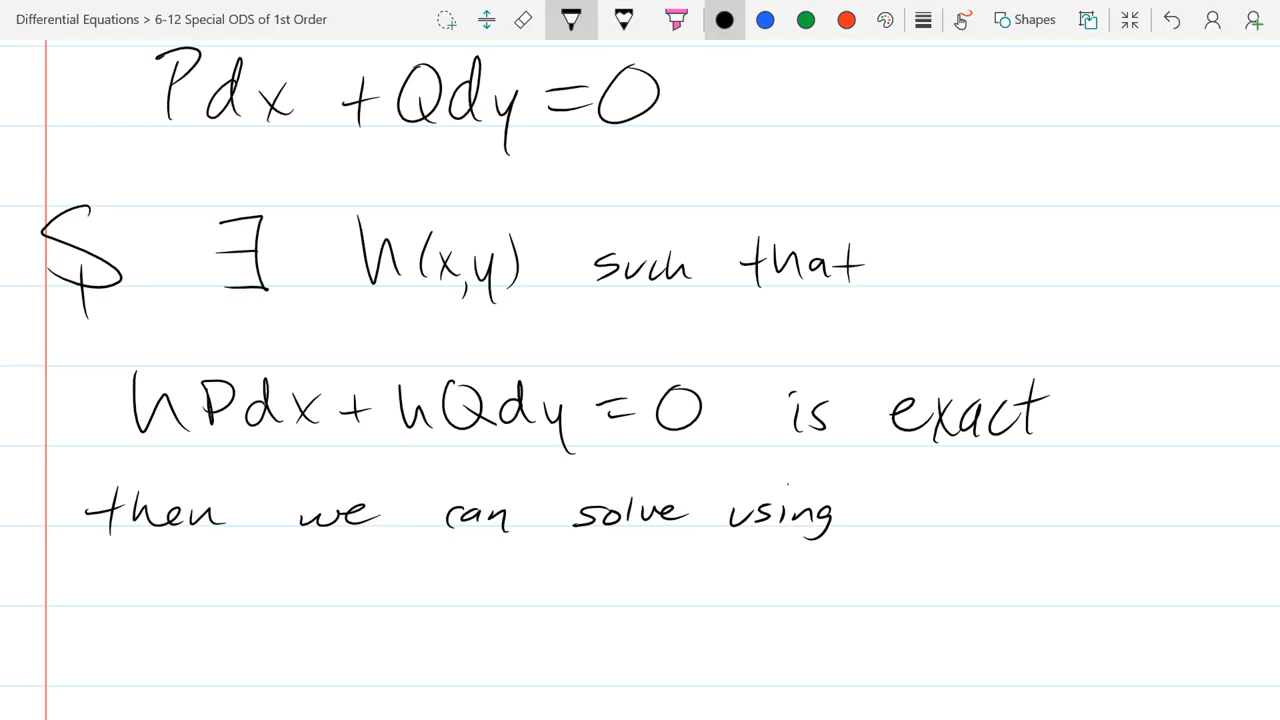 Differential Equations > 6-12 Special ODS of 1st Order
Shapes
Pdx + Qdy = 0
$ ∃ h(x,y) such that
hPdx + hQdy = 0 is exact
then we can solve using